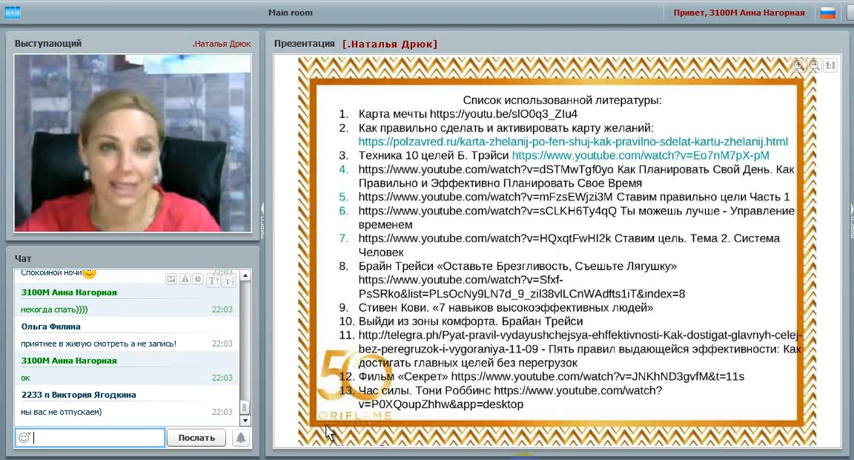 Main room
Привет, 3100М Анна Нагорная
Выступающий
.Наталья Дрюк
Презентация [.Наталья Дрюк]
1:1
Список использованной литературы:
1. Карта мечты https://youtu.be/slO0q3_ZIu4
2. Как правильно сделать и активировать карту желаний:
https://polzavred.ru/karta-zhelanij-po-fen-shuj-kak-pravilno-sdelat-kartu-zhelanij.html
3. Техника 10 целей Б. Трэйси https://www.youtube.com/watch?v=Eo7nM7pX-pM
4. https://www.youtube.com/watch?v=dSTMwTgf0yo Как Планировать Свой День. Как
Правильно и Эффективно Планировать Свое Время
5. https://www.youtube.com/watch?v=mFzsEWjzi3M Ставим правильно цели Часть 1
6. https://www.youtube.com/watch?v=sCLKH6Ty4qQ Ты можешь лучше - Управление
временем
7. https://www.youtube.com/watch?v=HQxqtFwHI2k Ставим цель. Тема 2. Система
Человек
8. Брайн Трейси «Оставьте Брезгливость, Съешьте Лягушку»
https://www.youtube.com/watch?v=Sfxf-
PsSRko&list=PLsOcNy9LN7d_9_ziI38vlLCnWAdfts1iT&index=8
9. Стивен Кови. «7 навыков высокоэффективных людей»
10. Выйди из зоны комфорта. Брайан Трейси
11. http://telegra.ph/Pyat-pravil-vydayushchejsya-ehffektivnosti-Kak-dostigat-glavnyh-celej-
bez-peregruzok-i-vygoraniya-11-09 - Пять правил выдающейся эффективности: Как
достигать главных целей без перегрузок
12. Фильм «Секрет» https://www.youtube.com/watch?v=JNKhND3gvfM&t=11s
13. Час силы. Тони Роббинс https://www.youtube.com/watch?
v=P0XQoupZhhw&app=desktop
50
ORIFLAME
Чат
Спокойной ночи 22:03
3100М Анна Нагорная
некогда спать)))) 22:03
Ольга Филина
приятнее в живую смотреть а не запись! 22:03
3100М Анна Нагорная
ок 22:03
2233 п Виктория Ягодкина
мы вас не отпускаем) 22:03
Послать